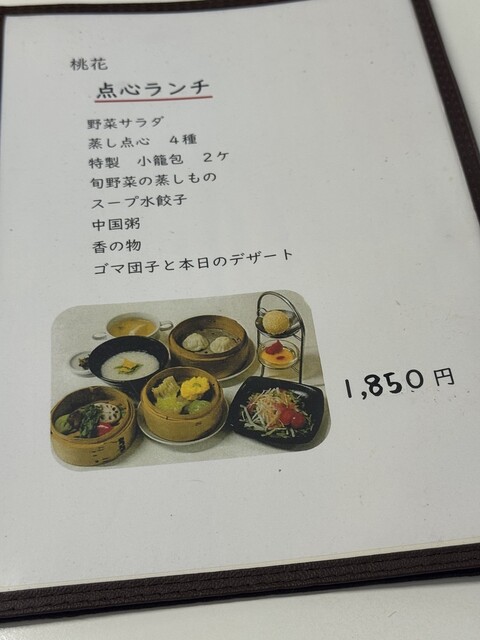 桃花
点心ランチ
野菜サラダ
蒸し点心　４種
特製　小籠包　２ケ
旬野菜の蒸しもの
スープ水餃子
中国粥
香の物
ゴマ団子と本日のデザート
1,850円